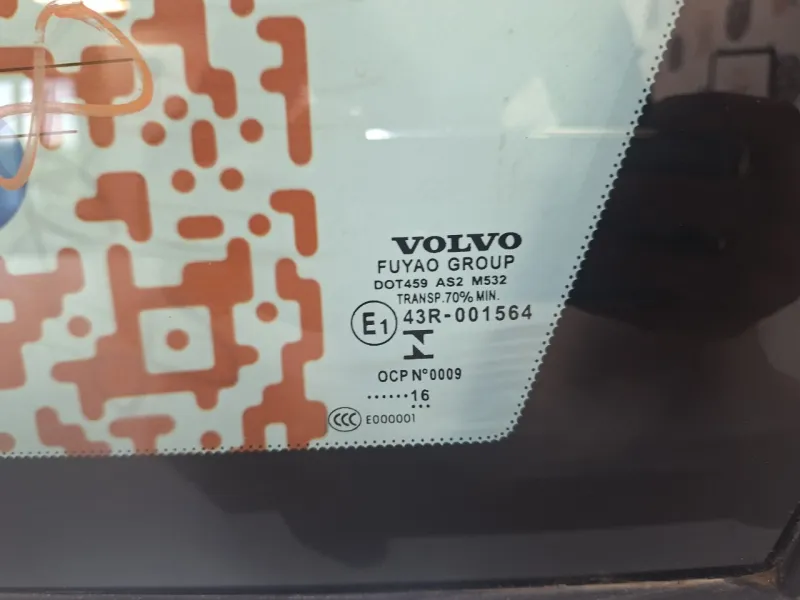 VOLVO
FUYAO GROUP
DOT459 AS2 M532
TRANSP.70% MIN.
E1 43R-001564
OCP N°0009
......16
...
CCC E000001